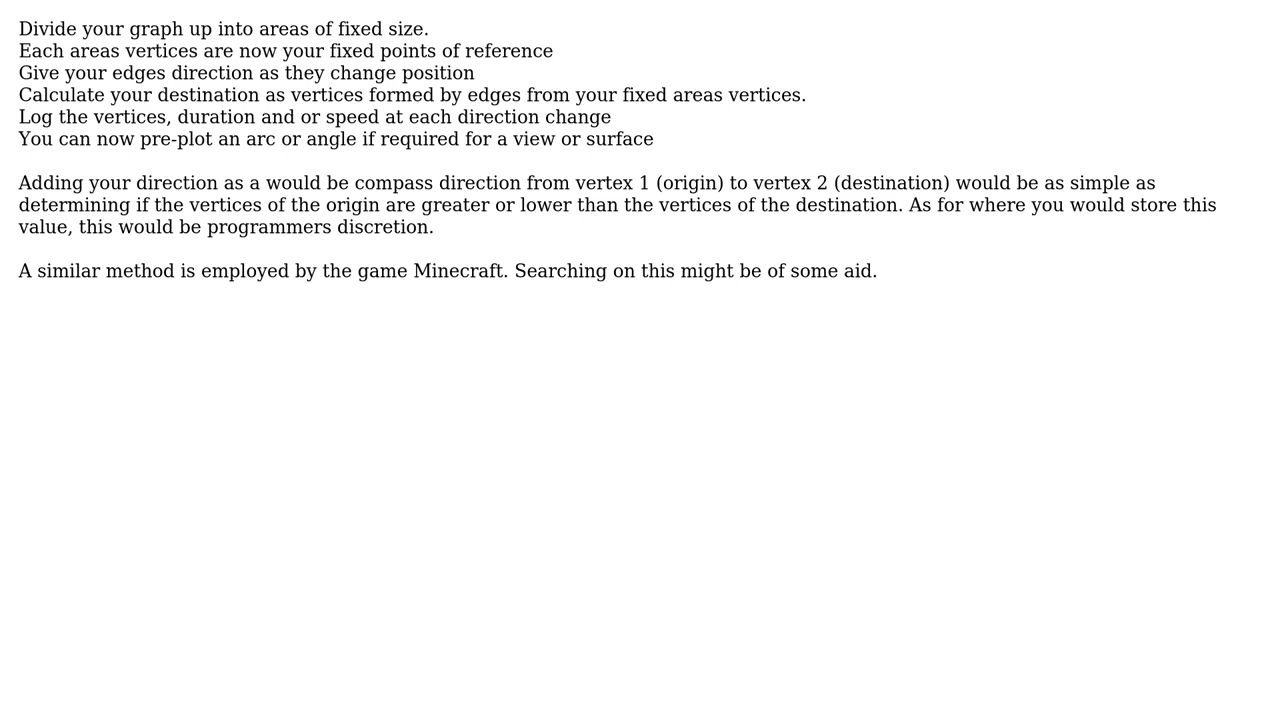 Divide your graph up into areas of fixed size.
Each areas vertices are now your fixed points of reference
Give your edges direction as they change position
Calculate your destination as vertices formed by edges from your fixed areas vertices.
Log the vertices, duration and or speed at each direction change
You can now pre-plot an arc or angle if required for a view or surface
Adding your direction as a would be compass direction from vertex 1 (origin) to vertex 2 (destination) would be as simple as
determining if the vertices of the origin are greater or lower than the vertices of the destination. As for where you would store this
value, this would be programmers discretion.
A similar method is employed by the game Minecraft. Searching on this might be of some aid.